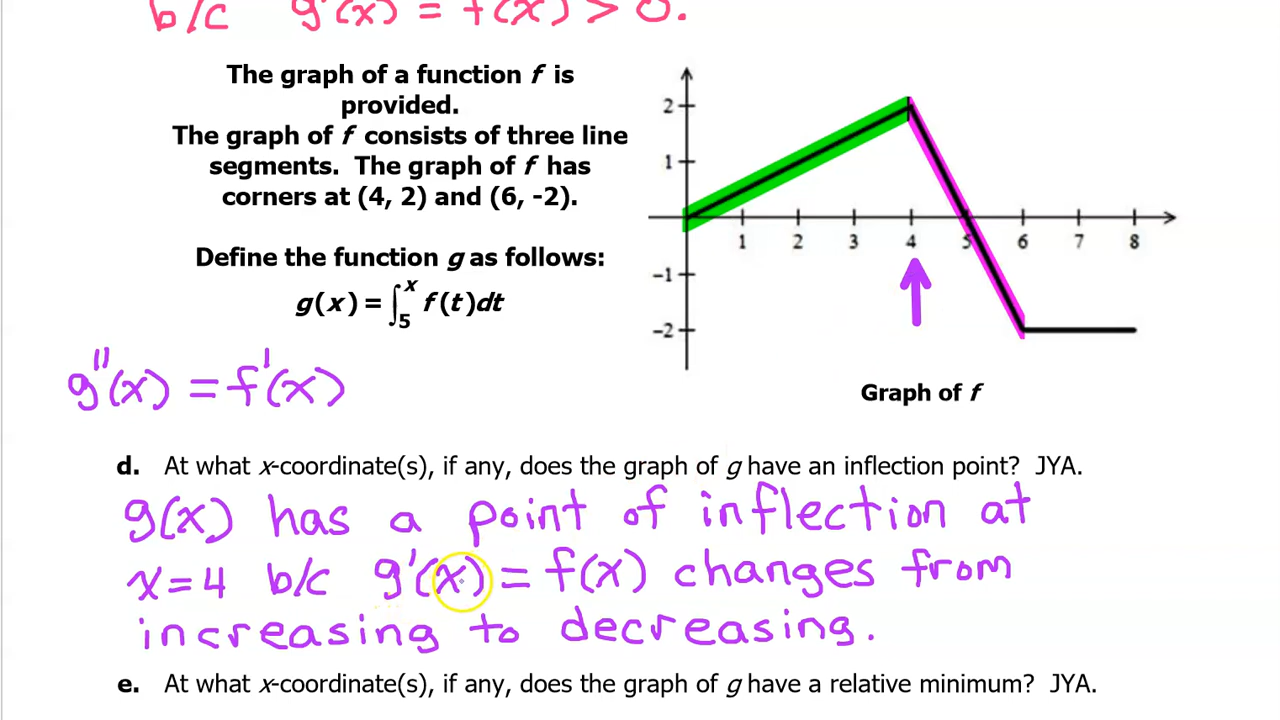 b/c g'(x) = f(x) > 0.
The graph of a function f is
provided.
The graph of f consists of three line
segments. The graph of f has
corners at (4, 2) and (6, -2).
Define the function g as follows:
g(x) = ∫₅ˣ f(t)dt
2
1
-1
-2
1 2 3 4 5 6 7 8
Graph of f
g''(x) = f'(x)
d. At what x-coordinate(s), if any, does the graph of g have an inflection point? JYA.
g(x) has a point of inflection at
x = 4 b/c g'(x) = f(x) changes from
increasing to decreasing.
e. At what x-coordinate(s), if any, does the graph of g have a relative minimum? JYA.